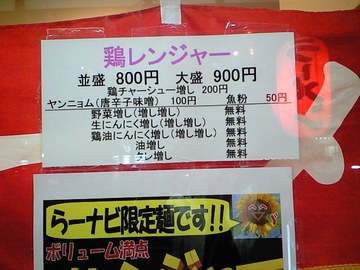 鶏レンジャー
並盛 800円 大盛 900円
鶏チャーシュー増し 200円
ヤンニョム(唐辛子味噌) 100円 魚粉 50円
野菜増し(増し増し) 無料
生にんにく増し(増し増し) 無料
鶏油にんにく増し(増し増し) 無料
油増し 無料
タレ増し 無料
らーナビ限定麺です!!
ボリューム満点